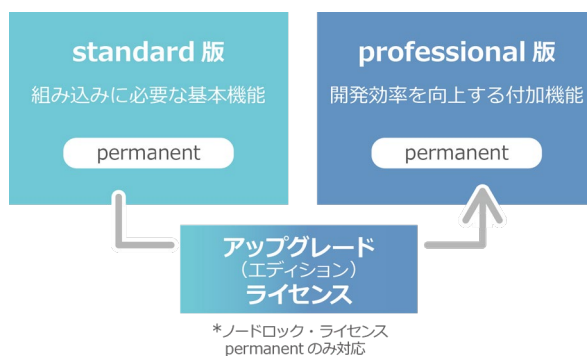 standard 版
組み込みに必要な基本機能
permanent
professional 版
開発効率を向上する付加機能
permanent
アップグレード
（エディション）
ライセンス
*ノードロック・ライセンス
permanent のみ対応